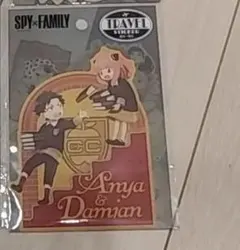 SPY×FAMILY
TRAVEL
STICKER
Anya
&
Damian